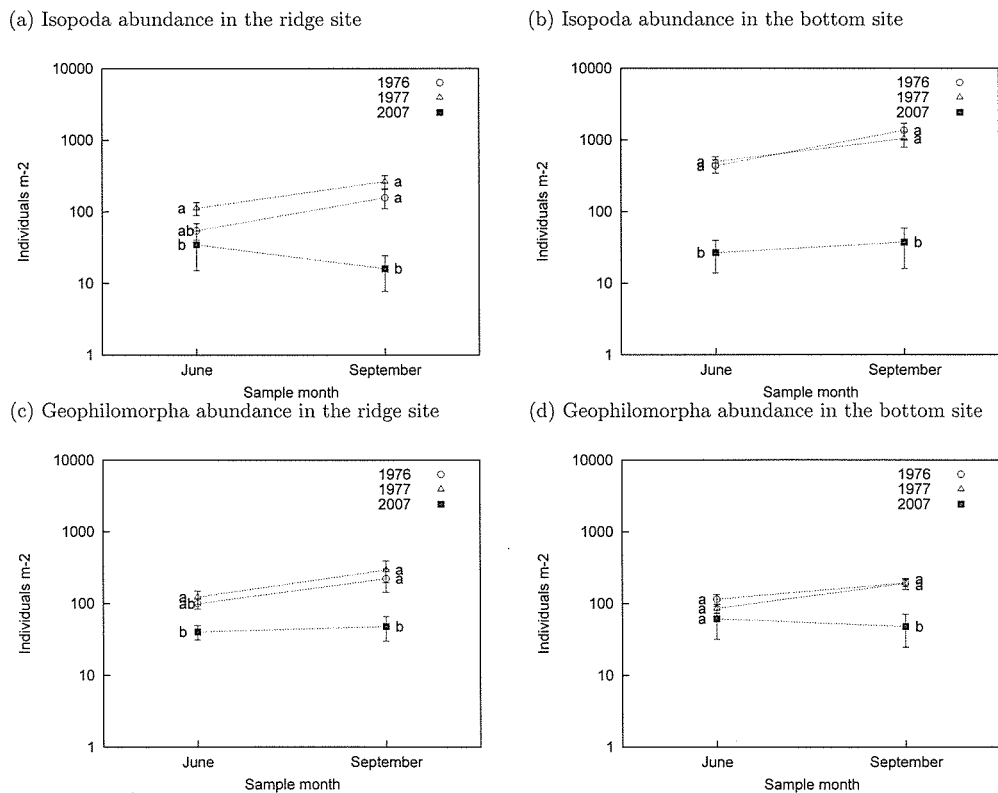 (a) Isopoda abundance in the ridge site
10000
1000
100
10
1
Individuals m-2
1976
1977
2007
a
ab
b
a
a
b
June
September
Sample month
(b) Isopoda abundance in the bottom site
10000
1000
100
10
1
Individuals m-2
1976
1977
2007
a
a
b
a
a
b
June
September
Sample month
(c) Geophilomorpha abundance in the ridge site
10000
1000
100
10
1
Individuals m-2
1976
1977
2007
a
ab
b
a
a
b
June
September
Sample month
(d) Geophilomorpha abundance in the bottom site
10000
1000
100
10
1
Individuals m-2
1976
1977
2007
a
a
a
a
a
b
June
September
Sample month